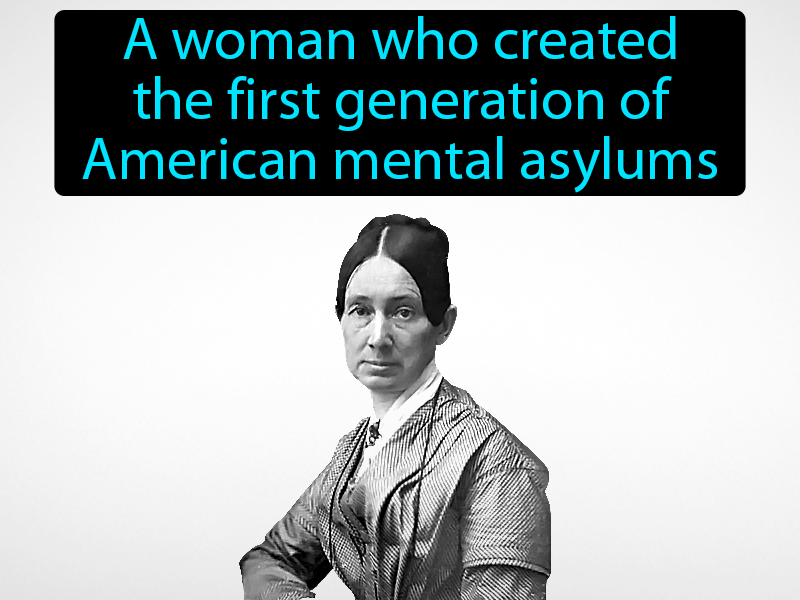 A woman who created
the first generation of
American mental asylums